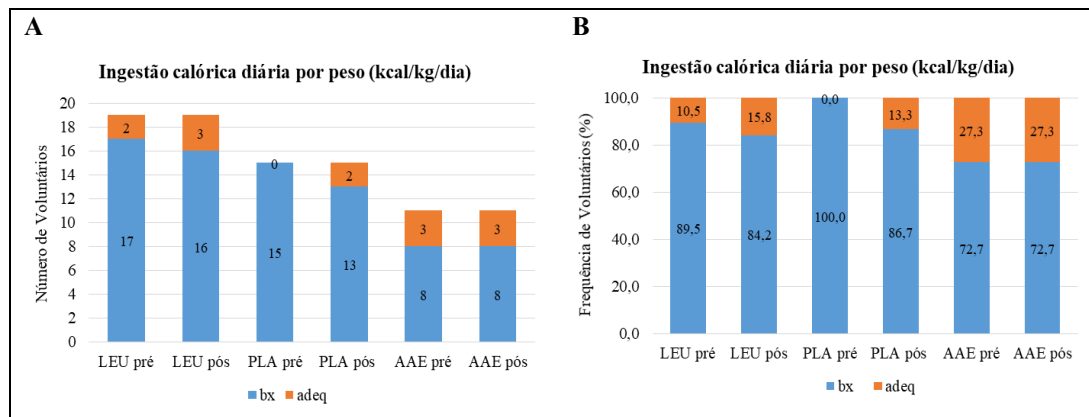 A
Ingestão calórica diária por peso (kcal/kg/dia)
Número de Voluntários
20
18
16
14
12
10
8
6
4
2
0
2
3
0
2
3
3
17
16
15
13
8
8
LEU pré
LEU pós
PLA pré
PLA pós
AAE pré
AAE pós
bx
adeq
B
Ingestão calórica diária por peso (kcal/kg/dia)
Frequência de Voluntários (%)
100,0
80,0
60,0
40,0
20,0
0,0
10,5
15,8
0,0
13,3
27,3
27,3
89,5
84,2
100,0
86,7
72,7
72,7
LEU pré
LEU pós
PLA pré
PLA pós
AAE pré
AAE pós
bx
adeq